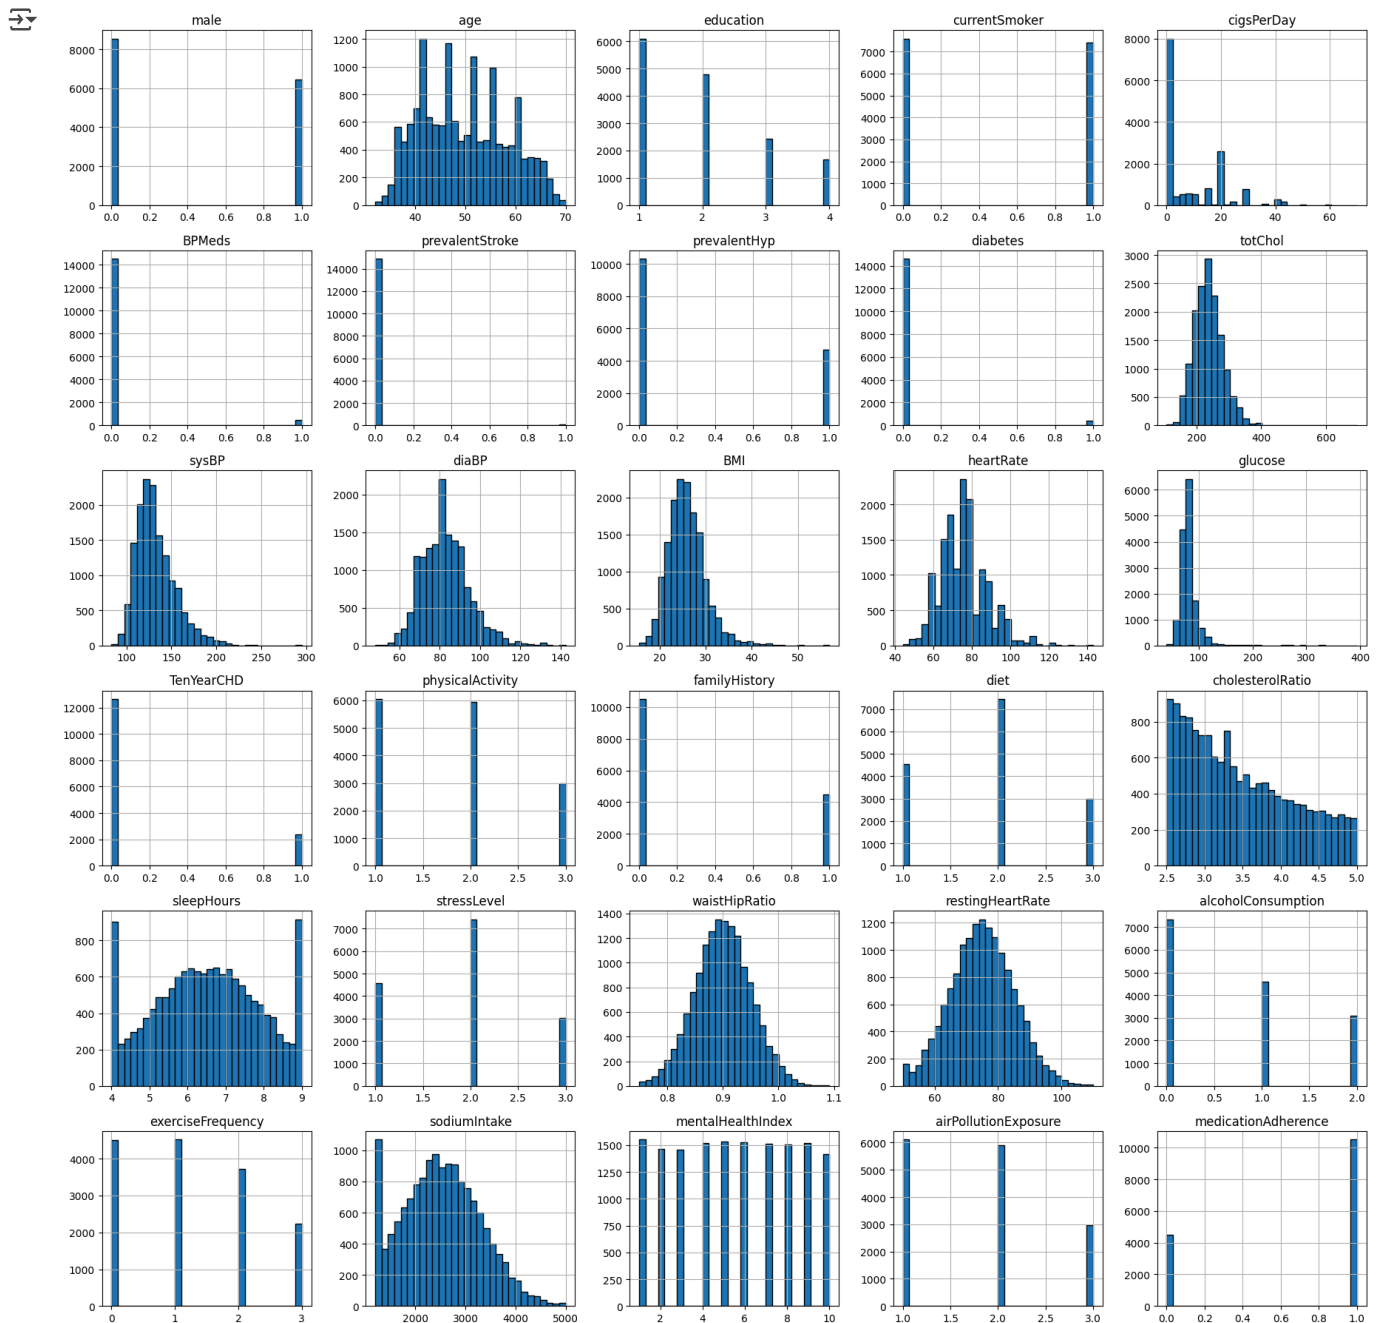 male age education currentSmoker cigsPerDay
8000 6000 4000 2000 0
0.0 0.2 0.4 0.6 0.8 1.0
1200 1000 800 600 400 200 0
40 50 60 70
6000 5000 4000 3000 2000 1000 0
1 2 3 4
7000 6000 5000 4000 3000 2000 1000 0
0.0 0.2 0.4 0.6 0.8 1.0
8000 6000 4000 2000 0
0 20 40 60
BPMeds prevalentStroke prevalentHyp diabetes totChol
14000 12000 10000 8000 6000 4000 2000 0
0.0 0.2 0.4 0.6 0.8 1.0
14000 12000 10000 8000 6000 4000 2000 0
0.0 0.2 0.4 0.6 0.8 1.0
10000 8000 6000 4000 2000 0
0.0 0.2 0.4 0.6 0.8 1.0
14000 12000 10000 8000 6000 4000 2000 0
0.0 0.2 0.4 0.6 0.8 1.0
3000 2500 2000 1500 1000 500 0
200 400 600
sysBP diaBP BMI heartRate glucose
2000 1500 1000 500 0
100 150 200 250 300
2000 1500 1000 500 0
60 80 100 120 140
2000 1500 1000 500 0
20 30 40 50
2000 1500 1000 500 0
40 60 80 100 120 140
6000 5000 4000 3000 2000 1000 0
100 200 300 400
TenYearCHD physicalActivity familyHistory diet cholesterolRatio
12000 10000 8000 6000 4000 2000 0
0.0 0.2 0.4 0.6 0.8 1.0
6000 5000 4000 3000 2000 1000 0
1.0 1.5 2.0 2.5 3.0
10000 8000 6000 4000 2000 0
0.0 0.2 0.4 0.6 0.8 1.0
7000 6000 5000 4000 3000 2000 1000 0
1.0 1.5 2.0 2.5 3.0
800 600 400 200 0
2.5 3.0 3.5 4.0 4.5 5.0
sleepHours stressLevel waistHipRatio restingHeartRate alcoholConsumption
800 600 400 200 0
4 5 6 7 8 9
7000 6000 5000 4000 3000 2000 1000 0
1.0 1.5 2.0 2.5 3.0
1400 1200 1000 800 600 400 200 0
0.8 0.9 1.0 1.1
1200 1000 800 600 400 200 0
60 80 100
7000 6000 5000 4000 3000 2000 1000 0
0.0 0.5 1.0 1.5 2.0
exerciseFrequency sodiumIntake mentalHealthIndex airPollutionExposure medicationAdherence
4000 3000 2000 1000 0
0 1 2 3
1000 800 600 400 200 0
2000 3000 4000 5000
1500 1250 1000 750 500 250 0
2 4 6 8 10
6000 5000 4000 3000 2000 1000 0
1.0 1.5 2.0 2.5 3.0
10000 8000 6000 4000 2000 0
0.0 0.2 0.4 0.6 0.8 1.0